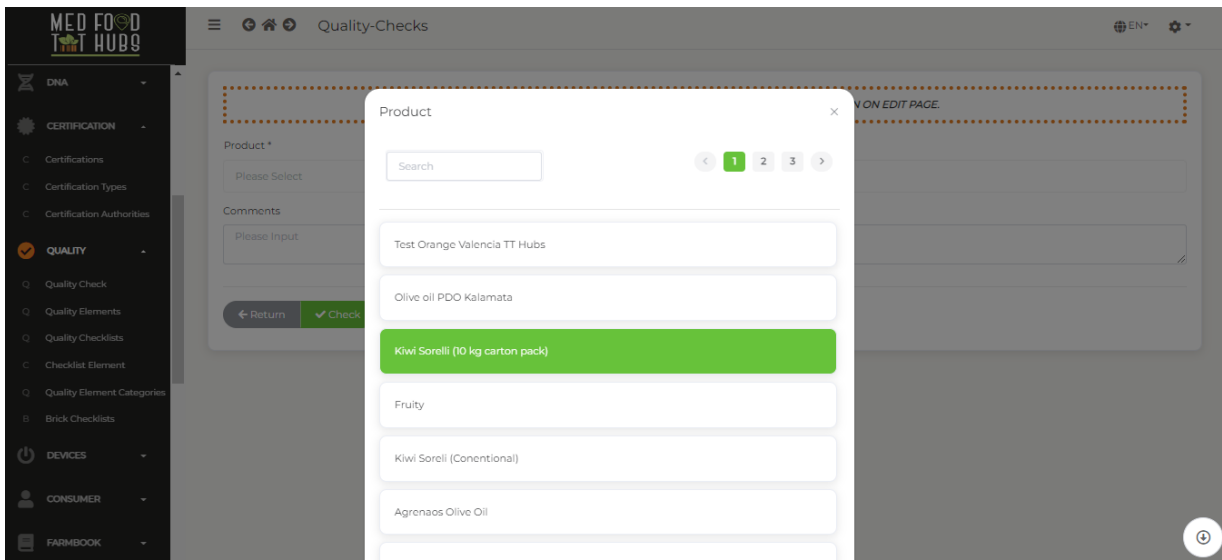 MED FOOD
TT HUBS
Quality-Checks
EN
DNA
CERTIFICATION
C Certifications
C Certification Types
C Certification Authorities
QUALITY
Q Quality Check
Q Quality Elements
Q Quality Checklists
C Checklist Element
Q Quality Element Categories
B Brick Checklists
DEVICES
CONSUMER
FARMBOOK
ON EDIT PAGE.
Product *
Please Select
Comments
Please Input
Return
Check
Product
×
Search
1 2 3
Test Orange Valencia TT Hubs
Olive oil PDO Kalamata
Kiwi Sorelli (10 kg carton pack)
Fruity
Kiwi Soreli (Conentional)
Agrenaos Olive Oil